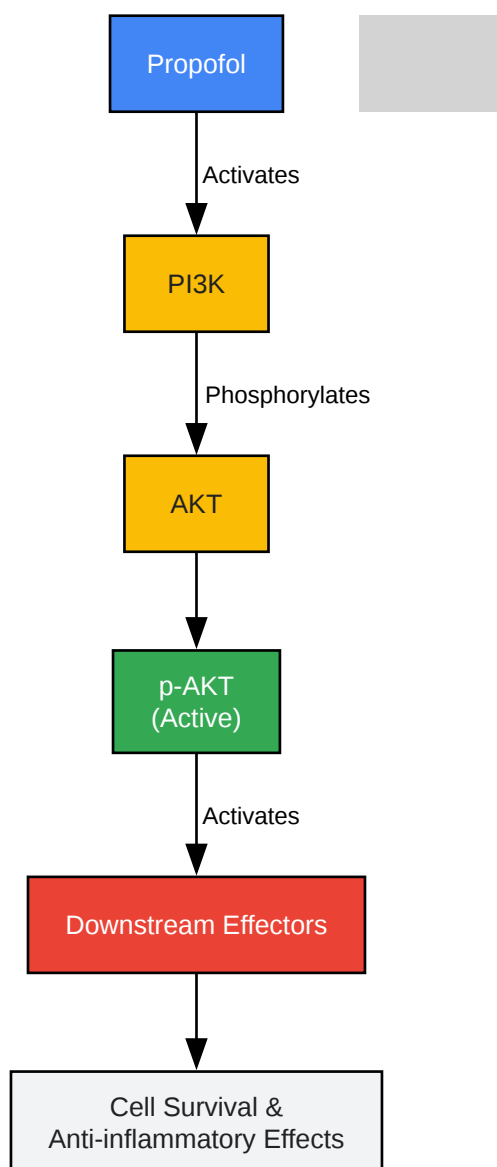 Propofol
Activates
PI3K
Phosphorylates
AKT
p-AKT
(Active)
Activates
Downstream Effectors
Cell Survival &
Anti-inflammatory Effects